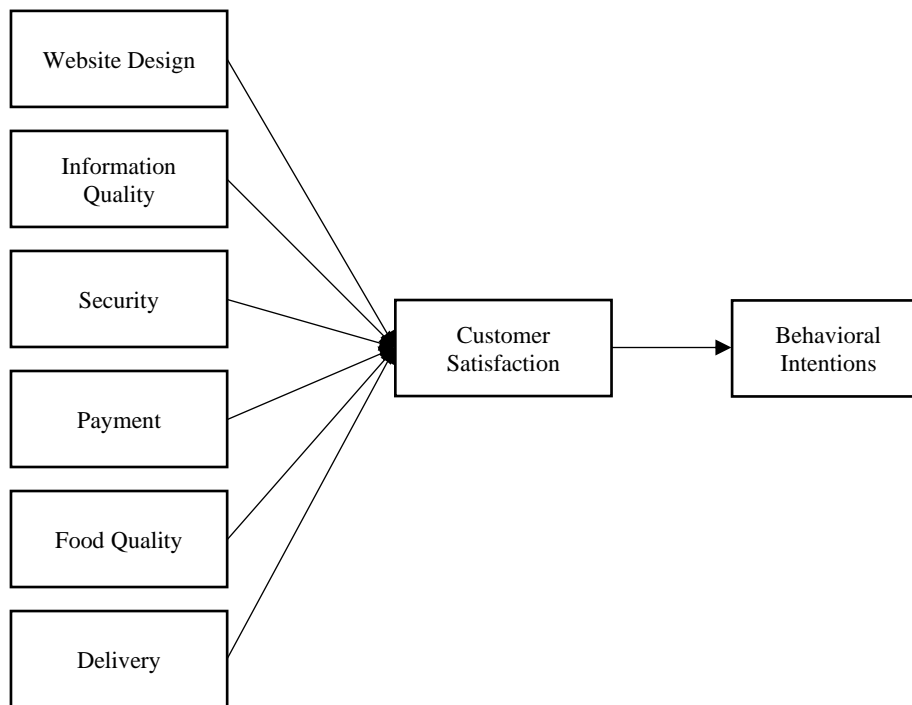 Website Design
Information
Quality
Security
Payment
Food Quality
Delivery
Customer
Satisfaction
Behavioral
Intentions